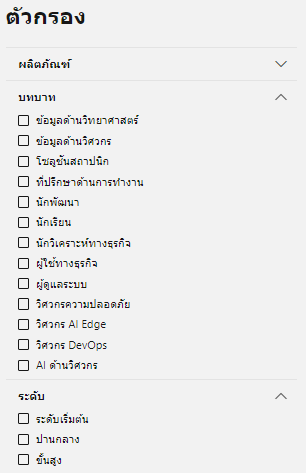 ตัวกรอง
ผลิตภัณฑ์
บทบาท
ข้อมูลด้านวิทยาศาสตร์
ข้อมูลด้านวิศวกร
โซลูชันสถาปนิก
ที่ปรึกษาด้านการทำงาน
นักพัฒนา
นักเรียน
นักวิเคราะห์ทางธุรกิจ
ผู้ใช้ทางธุรกิจ
ผู้ดูแลระบบ
วิศวกรความปลอดภัย
วิศวกร AI Edge
วิศวกร DevOps
AI ด้านวิศวกร
ระดับ
ระดับเริ่มต้น
ปานกลาง
ขั้นสูง